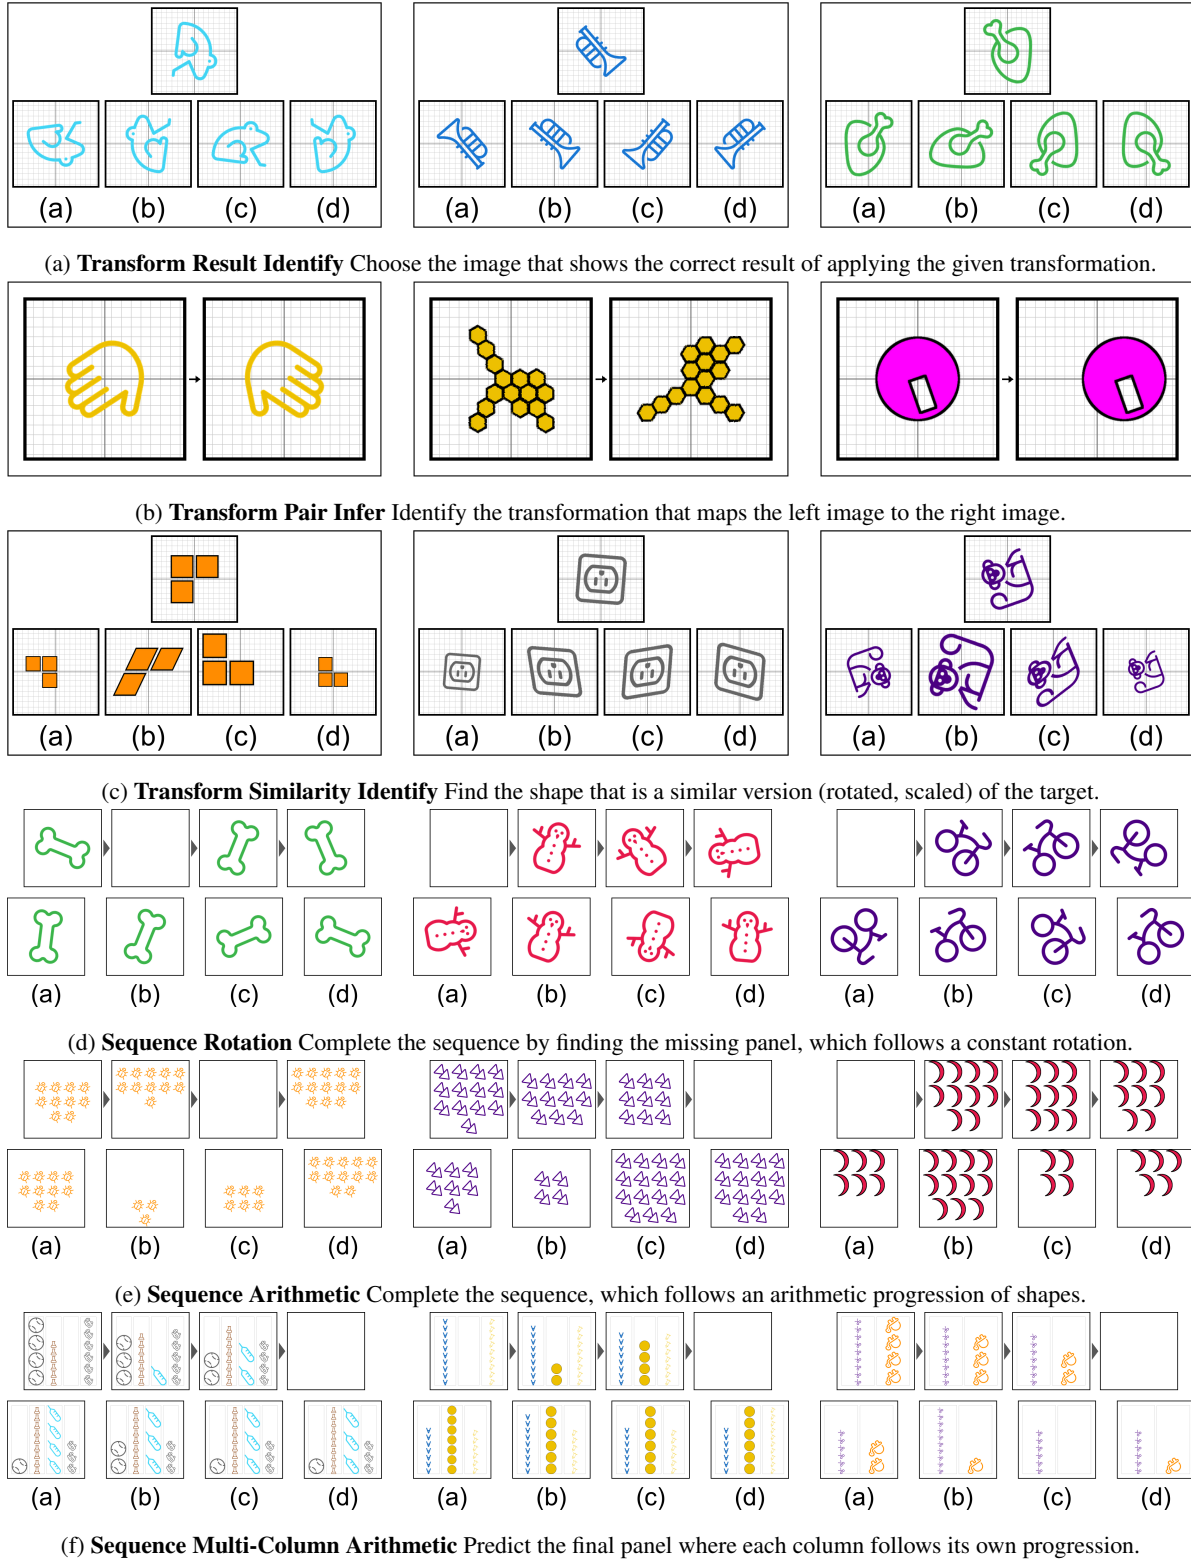 (a) (b) (c) (d) (a) (b) (c) (d) (a) (b) (c) (d)
(a) Transform Result Identify Choose the image that shows the correct result of applying the given transformation.
(b) Transform Pair Infer Identify the transformation that maps the left image to the right image.
(a) (b) (c) (d) (a) (b) (c) (d) (a) (b) (c) (d)
(c) Transform Similarity Identify Find the shape that is a similar version (rotated, scaled) of the target.
(a) (b) (c) (d) (a) (b) (c) (d) (a) (b) (c) (d)
(d) Sequence Rotation Complete the sequence by finding the missing panel, which follows a constant rotation.
(a) (b) (c) (d) (a) (b) (c) (d) (a) (b) (c) (d)
(e) Sequence Arithmetic Complete the sequence, which follows an arithmetic progression of shapes.
(a) (b) (c) (d) (a) (b) (c) (d) (a) (b) (c) (d)
(f) Sequence Multi-Column Arithmetic Predict the final panel where each column follows its own progression.